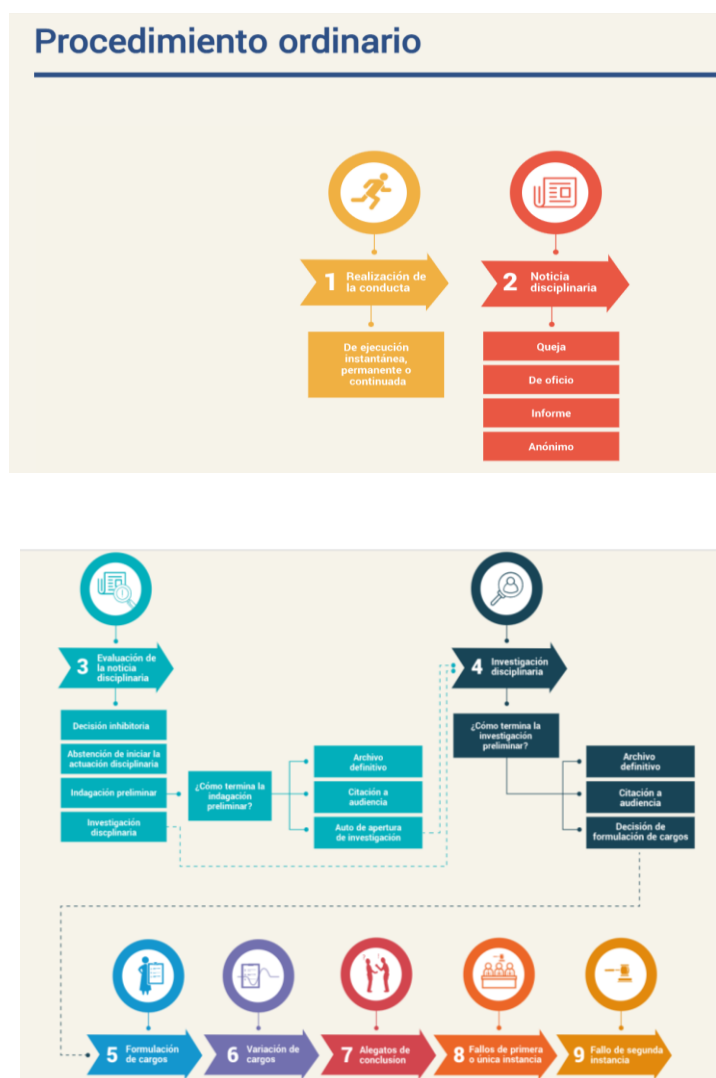 Procedimiento ordinario
1 Realización de
la conducta
De ejecución
instantánea,
permanente o
continuada
2 Noticia
disciplinaria
Queja
De oficio
Informe
Anónimo
3 Evaluación de
la noticia
disciplinaria
Decisión inhibitoria
Abstención de iniciar la
actuación disciplinaria
Indagación preliminar
Investigación
discplinaria
¿Cómo termina la
indagación
preliminar?
Archivo
definitivo
Citación a
audiencia
Auto de apertura
de investigación
4 Investigación
disciplinaria
¿Cómo termina la
investigación
preliminar?
Archivo
definitivo
Citación a
audiencia
Decisión de
formulación de cargos
5 Formulación
de cargos
6 Variación de
cargos
7 Alegatos de
conclusion
8 Fallos de primera
o única instancia
9 Fallo de segunda
instancia